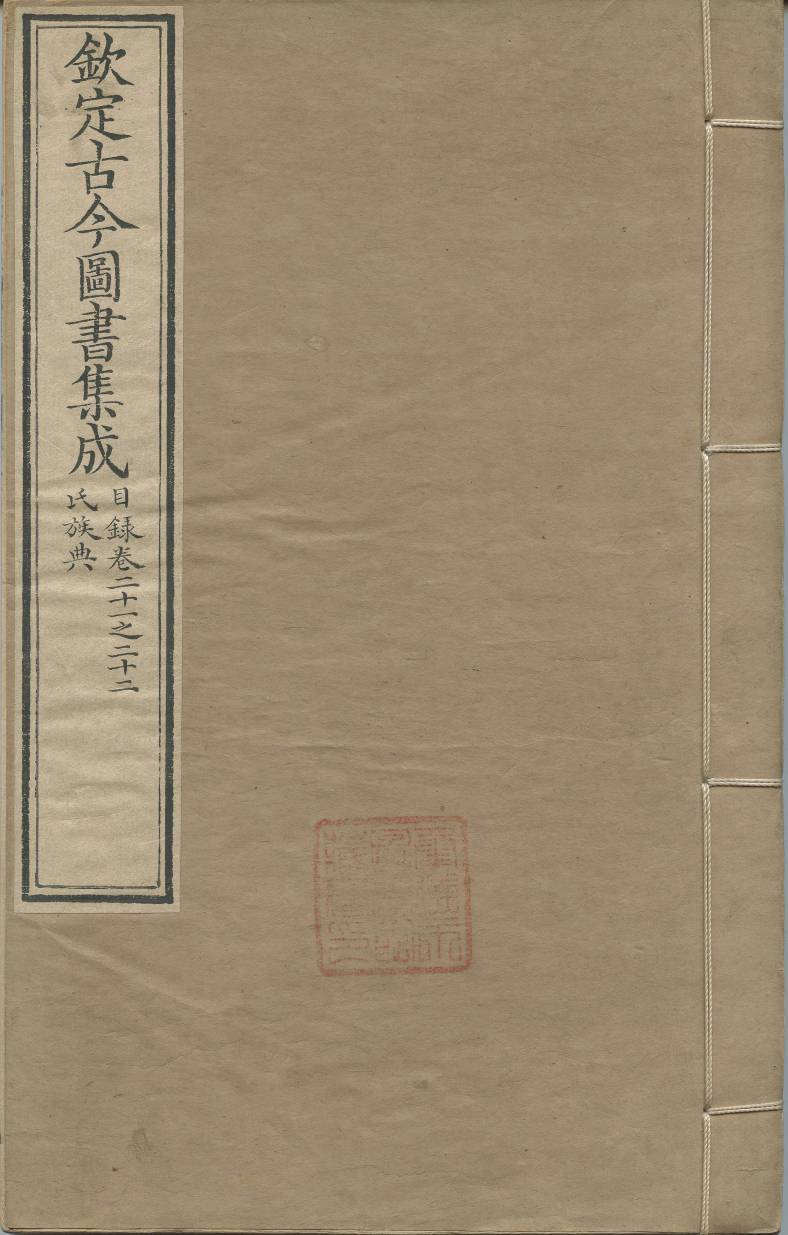 欽定古今圖書集成
目録卷二十一之二十二
氏族典